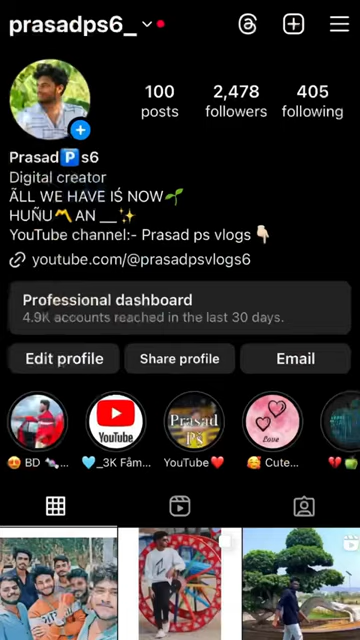 prasadps6_
100 2,478 405
posts followers following
Prasad🅿️s6
Digital creator
ÃLL WE HAVE IŚ NOW🌱
HUÑU〽️AN __✨
YouTube channel:- Prasad ps vlogs👇🏻
youtube.com/@prasadpsvlogs6
Professional dashboard
4.9K accounts reached in the last 30 days.
Edit profile Share profile Email
YouTube Prasad PS Love
😍 BD 🍬... 🩵_3K Fåm... YouTube❤️ 🥰 Cute... 💔🍏